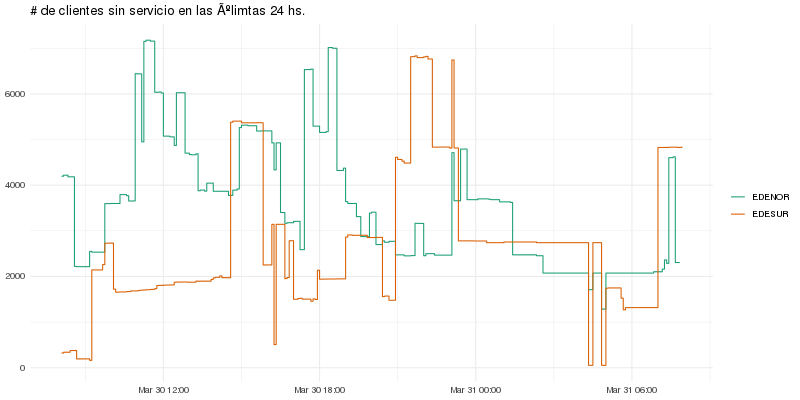 # de clientes sin servicio en las Ãºlimtas 24 hs.
6000
4000
2000
0
Mar 30 12:00
Mar 30 18:00
Mar 31 00:00
Mar 31 06:00
EDENOR
EDESUR